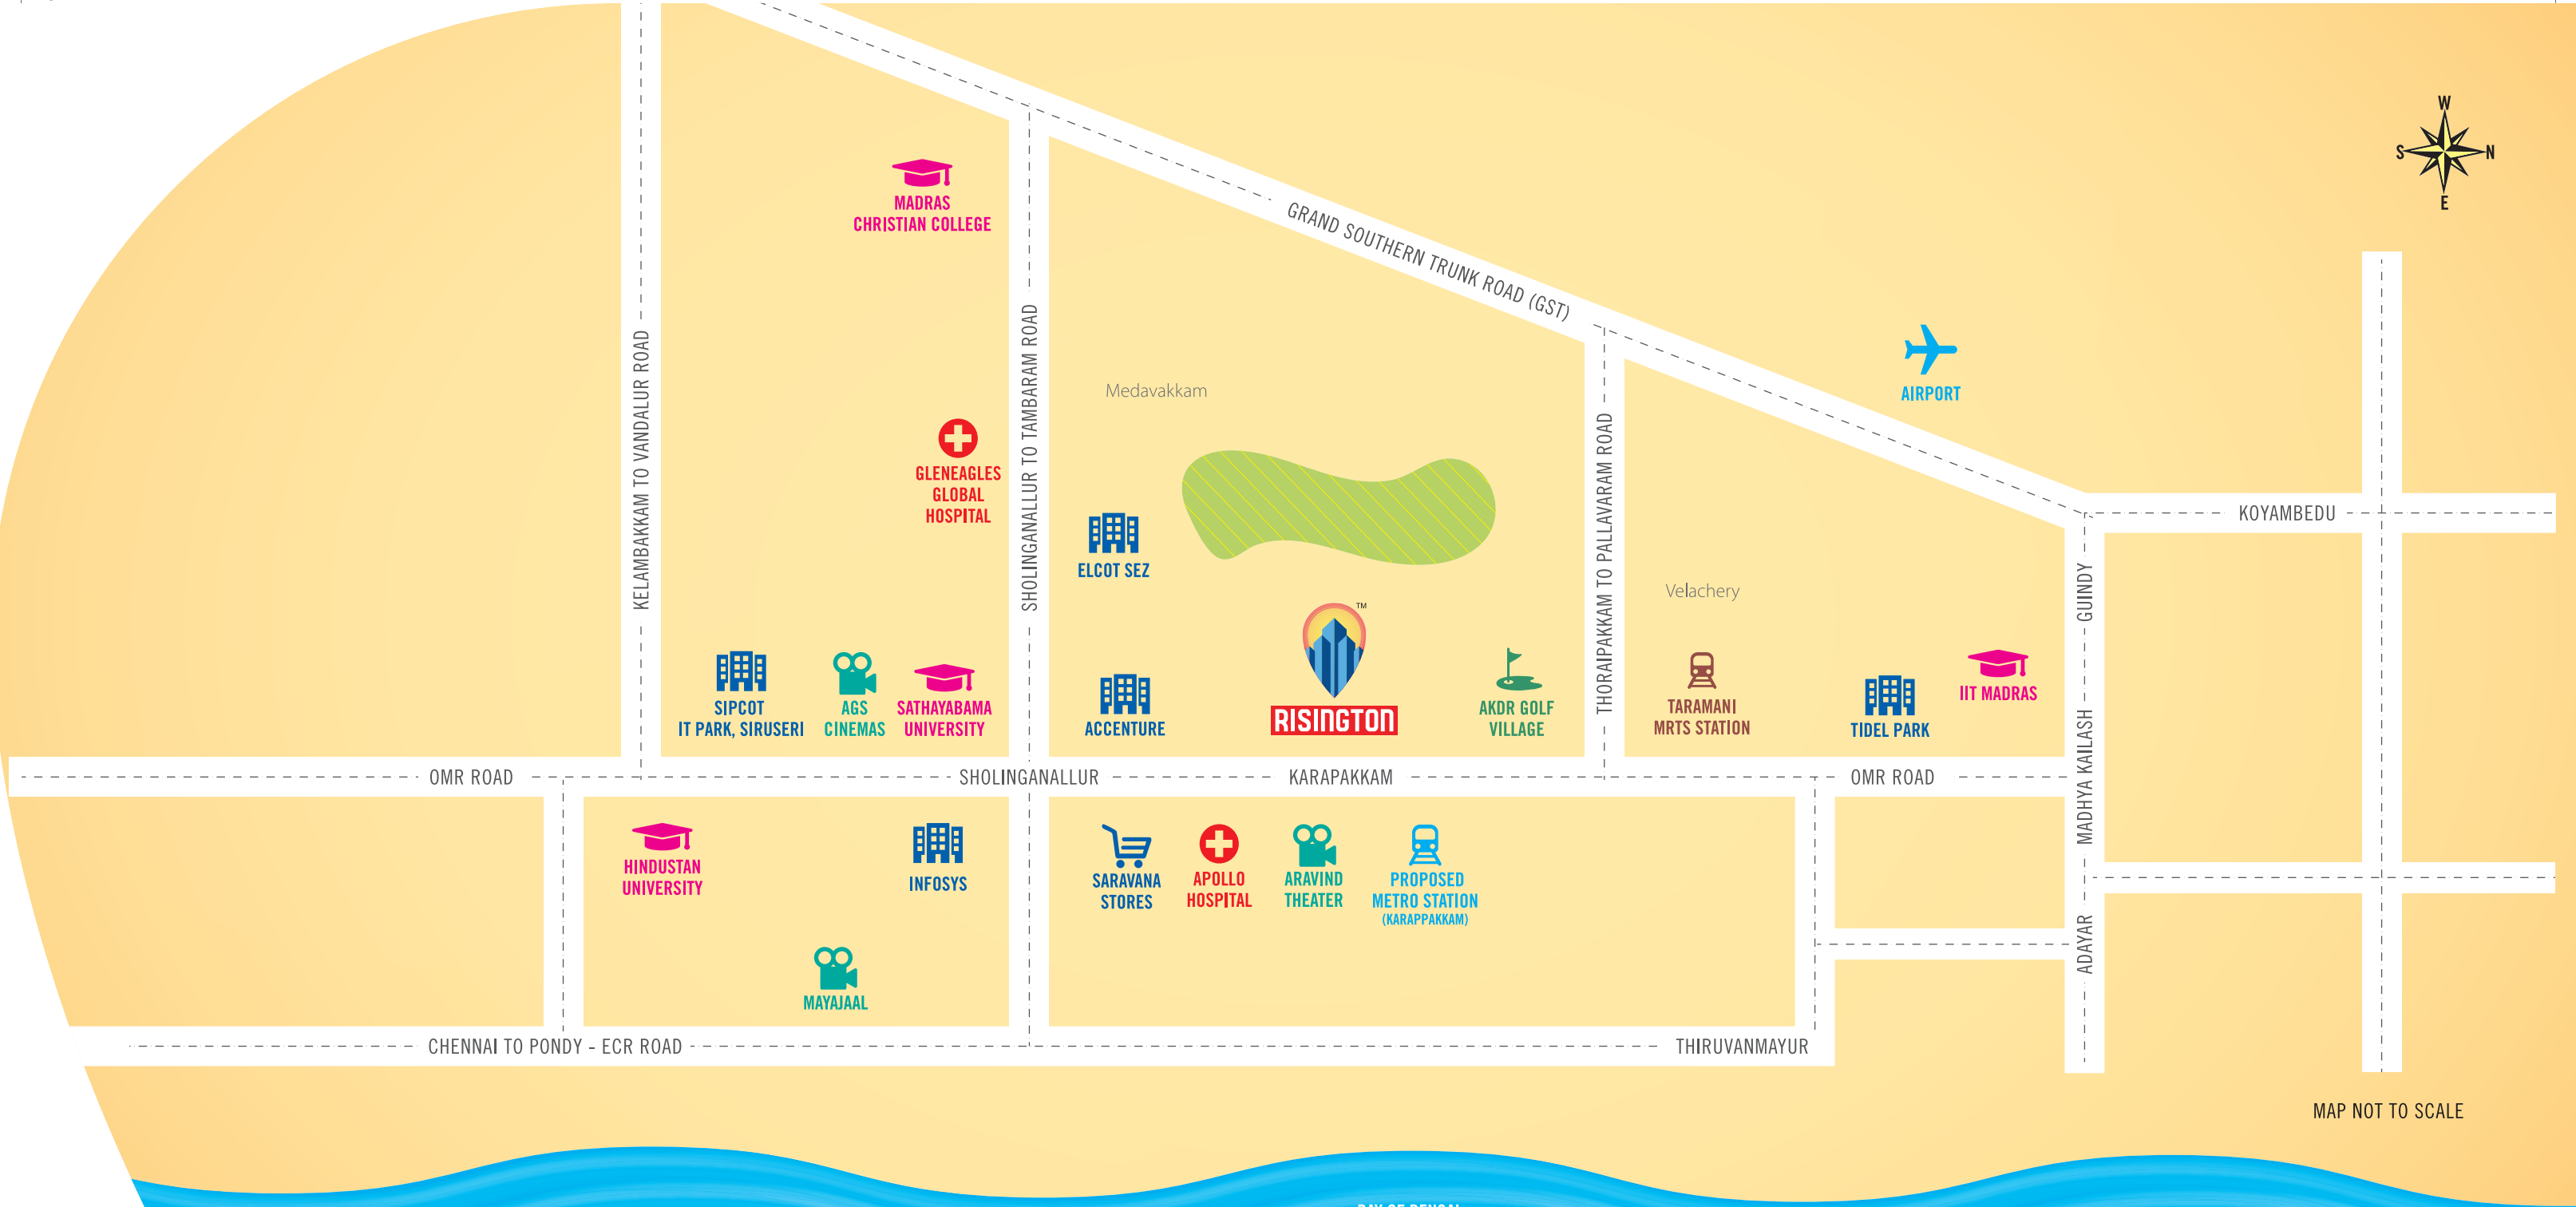 W
S N
E
MADRAS
CHRISTIAN COLLEGE
GRAND SOUTHERN TRUNK ROAD (GST)
KELAMBAKKAM TO VANDALUR ROAD
SHOLINGANALLUR TO TAMBARAM ROAD
THORAIPAKKAM TO PALLAVARAM ROAD
Medavakkam
AIRPORT
GLENEAGLES
GLOBAL
HOSPITAL
ELCOT SEZ
KOYAMBEDU
GUINDY
Velachery
TM
SIPCOT
IT PARK, SIRUSERI
AGS
CINEMAS
SATHAYABAMA
UNIVERSITY
ACCENTURE
RISINGTON
AKDR GOLF
VILLAGE
TARAMANI
MRTS STATION
TIDEL PARK
IIT MADRAS
MADHYA KAILASH
OMR ROAD
SHOLINGANALLUR
KARAPAKKAM
OMR ROAD
HINDUSTAN
UNIVERSITY
INFOSYS
SARAVANA
STORES
APOLLO
HOSPITAL
ARAVIND
THEATER
PROPOSED
METRO STATION
(KARAPPAKKAM)
ADAYAR
MAYAJAAL
CHENNAI TO PONDY - ECR ROAD
THIRUVANMAYUR
MAP NOT TO SCALE